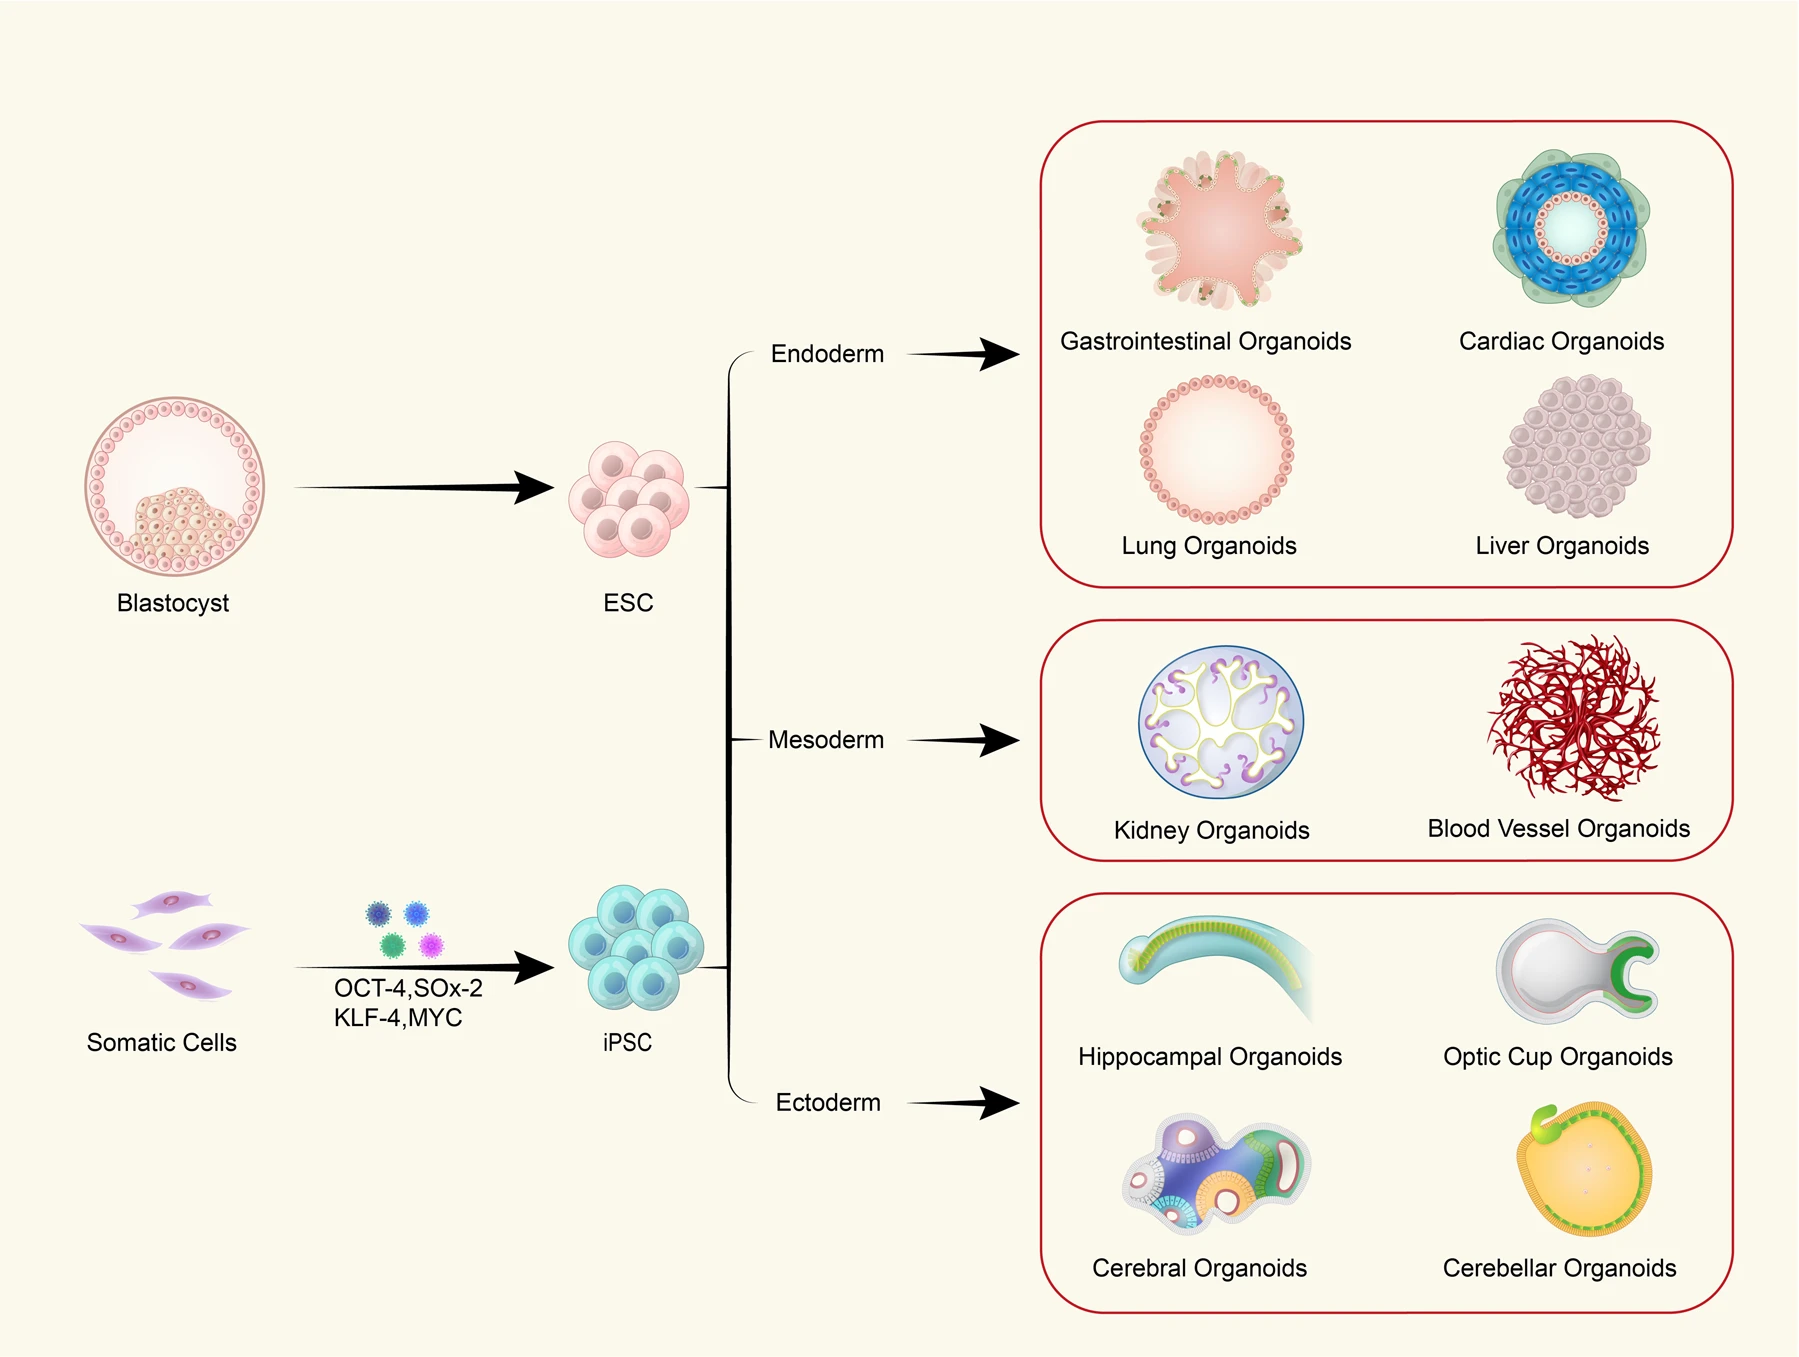 Blastocyst
ESC
Somatic Cells
OCT-4,SOx-2
KLF-4,MYC
iPSC
Endoderm
Mesoderm
Ectoderm
Gastrointestinal Organoids
Cardiac Organoids
Lung Organoids
Liver Organoids
Kidney Organoids
Blood Vessel Organoids
Hippocampal Organoids
Optic Cup Organoids
Cerebral Organoids
Cerebellar Organoids